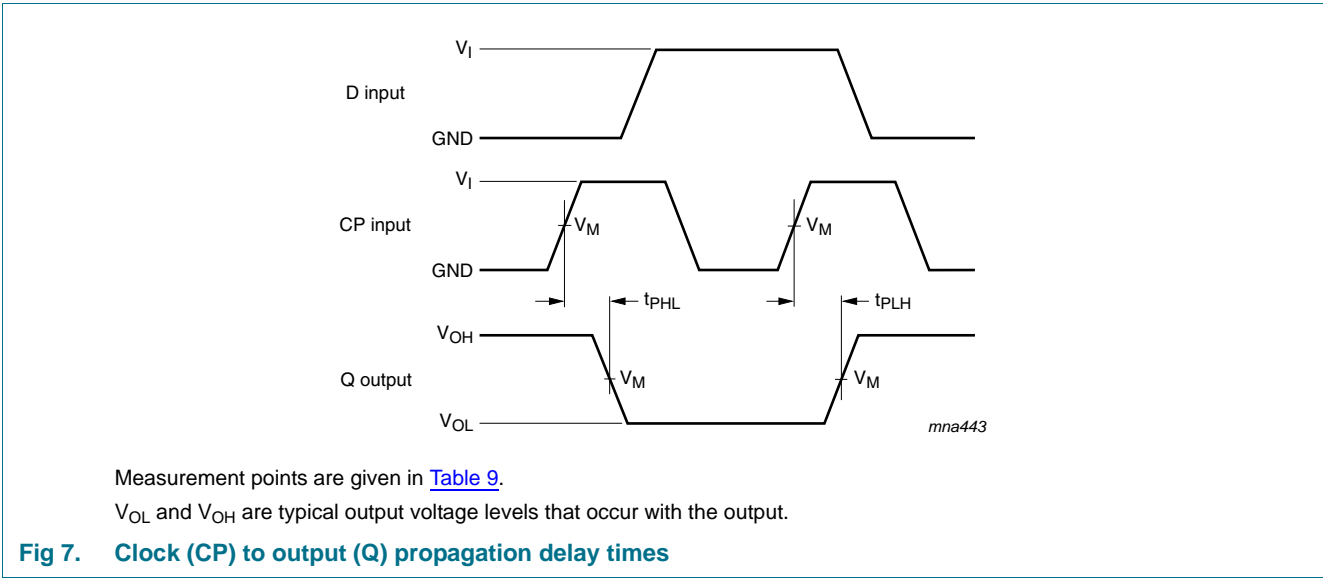 V_I
D input
GND
V_I
CP input
V_M
V_M
GND
t_PHL
t_PLH
V_OH
Q output
V_M
V_M
V_OL
mna443
Measurement points are given in Table 9.
V_OL and V_OH are typical output voltage levels that occur with the output.
Fig 7. Clock (CP) to output (Q) propagation delay times